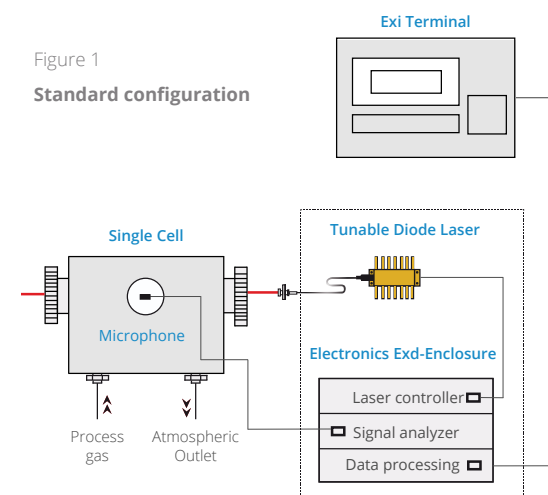 Exi Terminal
Figure 1
Standard configuration
Single Cell
Tunable Diode Laser
Microphone
Electronics Exd-Enclosure
Laser controller
Signal analyzer
Data processing
Process
gas
Atmospheric
Outlet